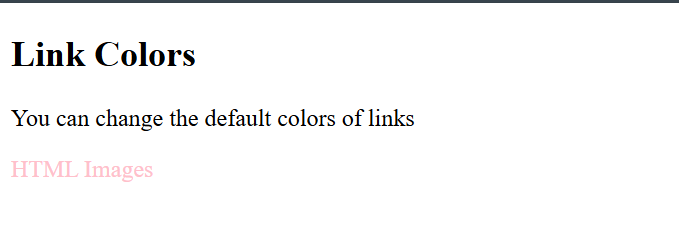 Link Colors
You can change the default colors of links
HTML Images